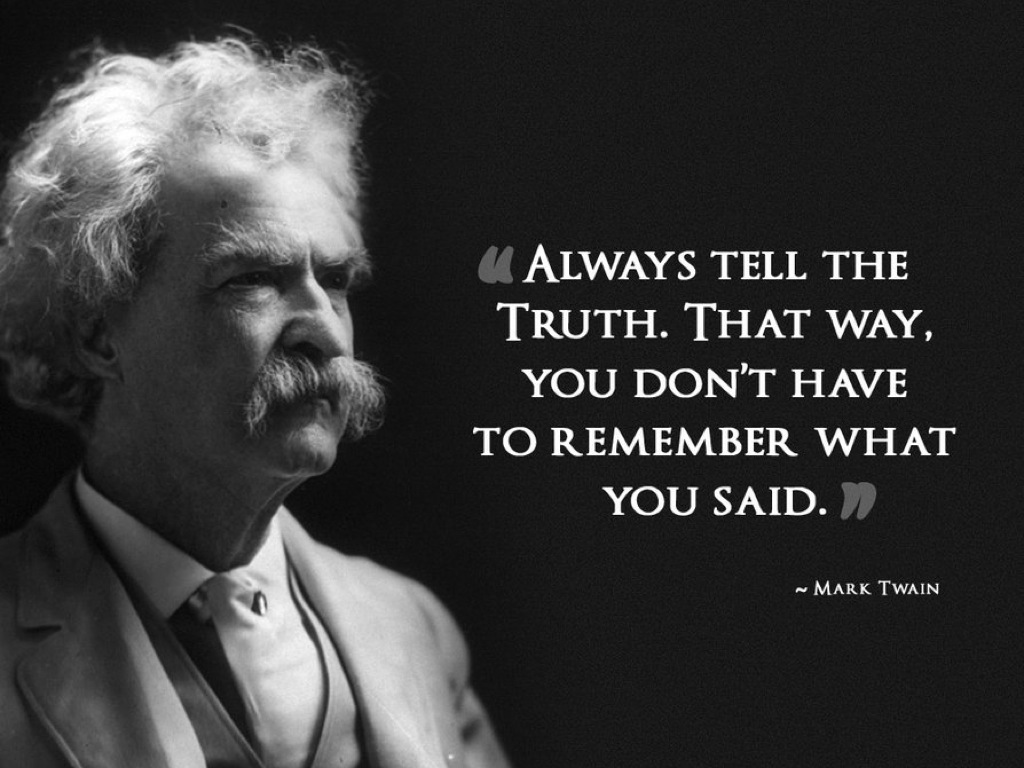 “ Always tell the
Truth. That way,
you don’t have
to remember what
you said. ”
~ Mark Twain